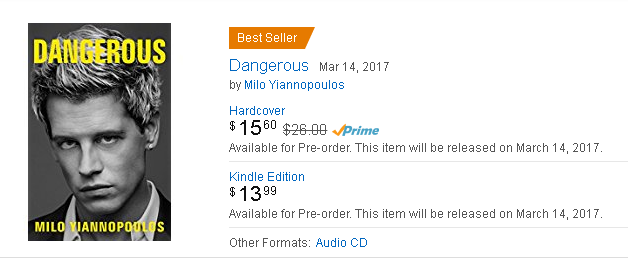 DANGEROUS
MILO YIANNOPOULOS
Best Seller
Dangerous Mar 14, 2017
by Milo Yiannopoulos
Hardcover
$15 60 $26.00 Prime
Available for Pre-order. This item will be released on March 14, 2017.
Kindle Edition
$13 99
Available for Pre-order. This item will be released on March 14, 2017.
Other Formats: Audio CD